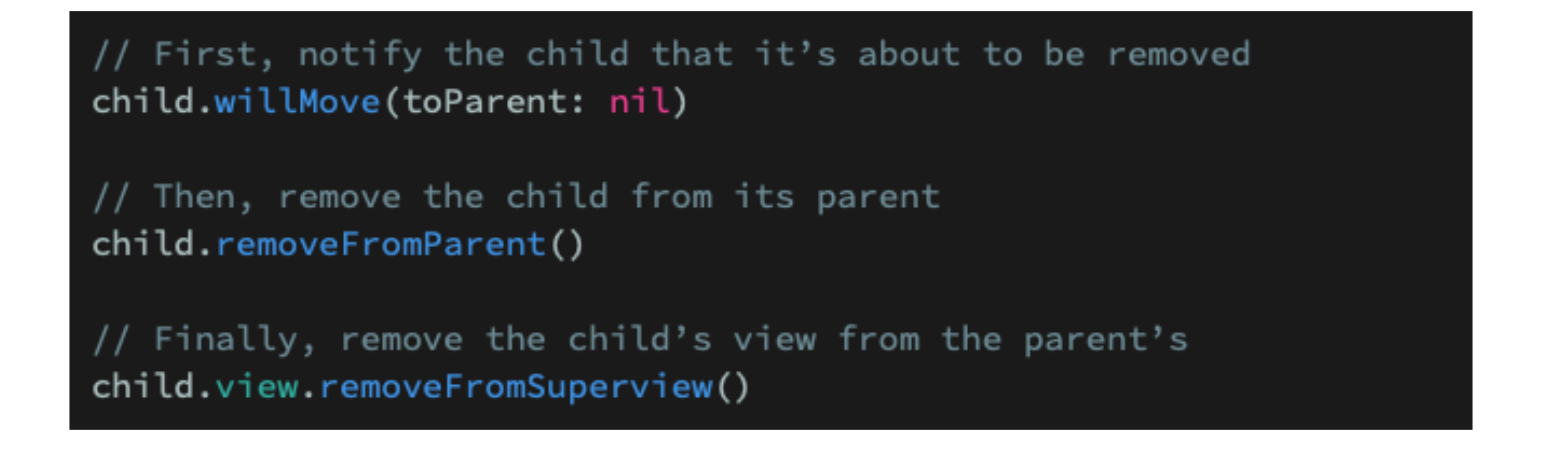 // First, notify the child that it’s about to be removed
child.willMove(toParent: nil)
// Then, remove the child from its parent
child.removeFromParent()
// Finally, remove the child’s view from the parent’s
child.view.removeFromSuperview()